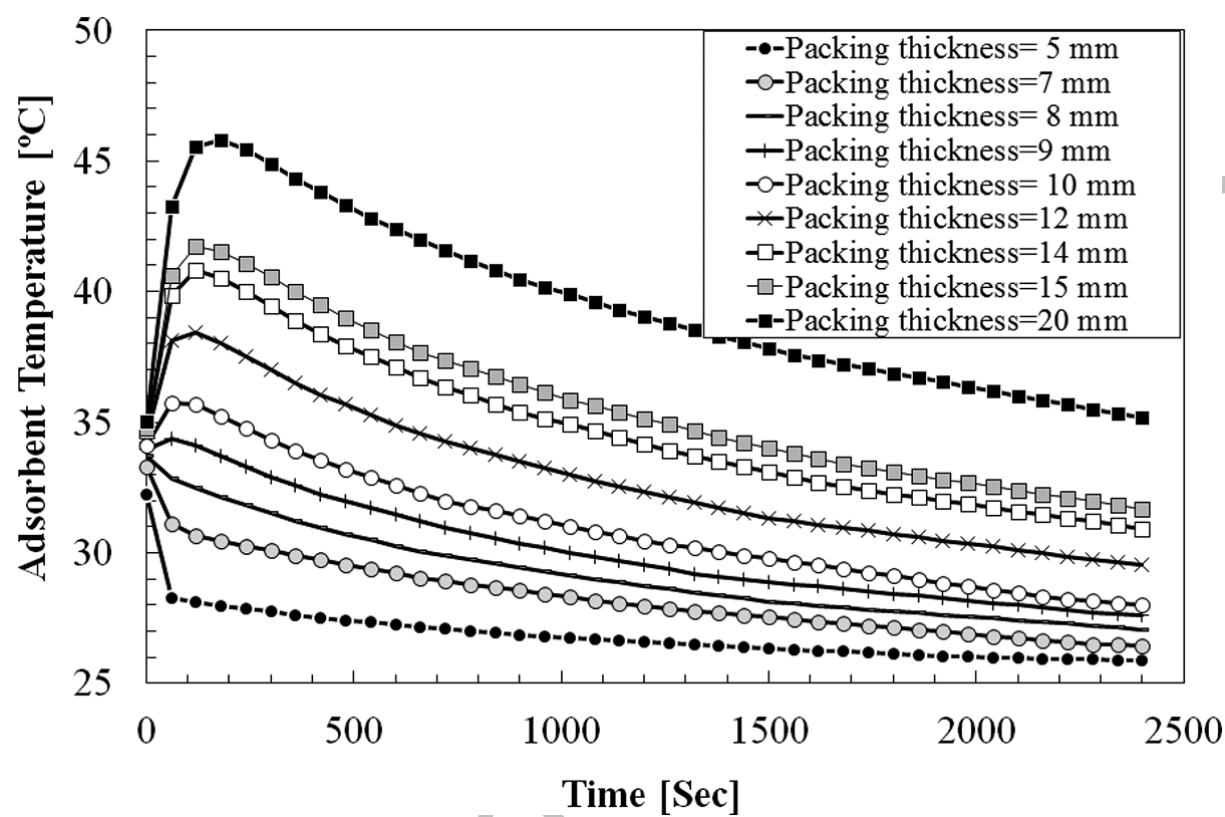 50
45
40
35
30
25
Adsorbent Temperature [ºC]
Packing thickness= 5 mm
Packing thickness=7 mm
Packing thickness= 8 mm
Packing thickness=9 mm
Packing thickness= 10 mm
Packing thickness=12 mm
Packing thickness=14 mm
Packing thickness=15 mm
Packing thickness=20 mm
0 500 1000 1500 2000 2500
Time [Sec]